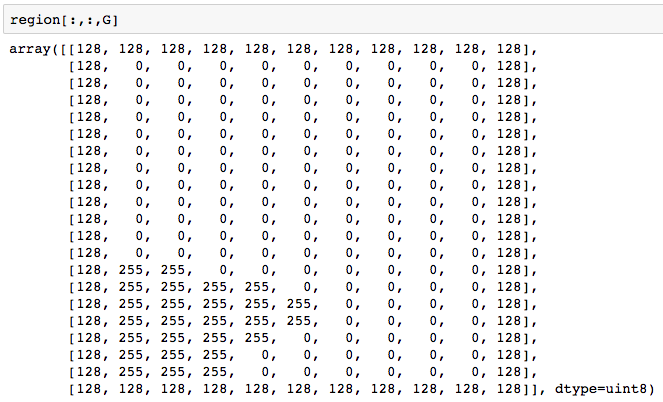 region[:,:,G]
array([[128, 128, 128, 128, 128, 128, 128, 128, 128, 128, 128],
[128, 0, 0, 0, 0, 0, 0, 0, 0, 0, 128],
[128, 0, 0, 0, 0, 0, 0, 0, 0, 0, 128],
[128, 0, 0, 0, 0, 0, 0, 0, 0, 0, 128],
[128, 0, 0, 0, 0, 0, 0, 0, 0, 0, 128],
[128, 0, 0, 0, 0, 0, 0, 0, 0, 0, 128],
[128, 0, 0, 0, 0, 0, 0, 0, 0, 0, 128],
[128, 0, 0, 0, 0, 0, 0, 0, 0, 0, 128],
[128, 0, 0, 0, 0, 0, 0, 0, 0, 0, 128],
[128, 0, 0, 0, 0, 0, 0, 0, 0, 0, 128],
[128, 0, 0, 0, 0, 0, 0, 0, 0, 0, 128],
[128, 0, 0, 0, 0, 0, 0, 0, 0, 0, 128],
[128, 0, 0, 0, 0, 0, 0, 0, 0, 0, 128],
[128, 255, 255, 0, 0, 0, 0, 0, 0, 0, 128],
[128, 255, 255, 255, 255, 0, 0, 0, 0, 0, 128],
[128, 255, 255, 255, 255, 255, 0, 0, 0, 0, 128],
[128, 255, 255, 255, 255, 255, 0, 0, 0, 0, 128],
[128, 255, 255, 255, 255, 0, 0, 0, 0, 0, 128],
[128, 255, 255, 255, 0, 0, 0, 0, 0, 0, 128],
[128, 255, 255, 255, 0, 0, 0, 0, 0, 0, 128],
[128, 128, 128, 128, 128, 128, 128, 128, 128, 128, 128]], dtype=uint8)